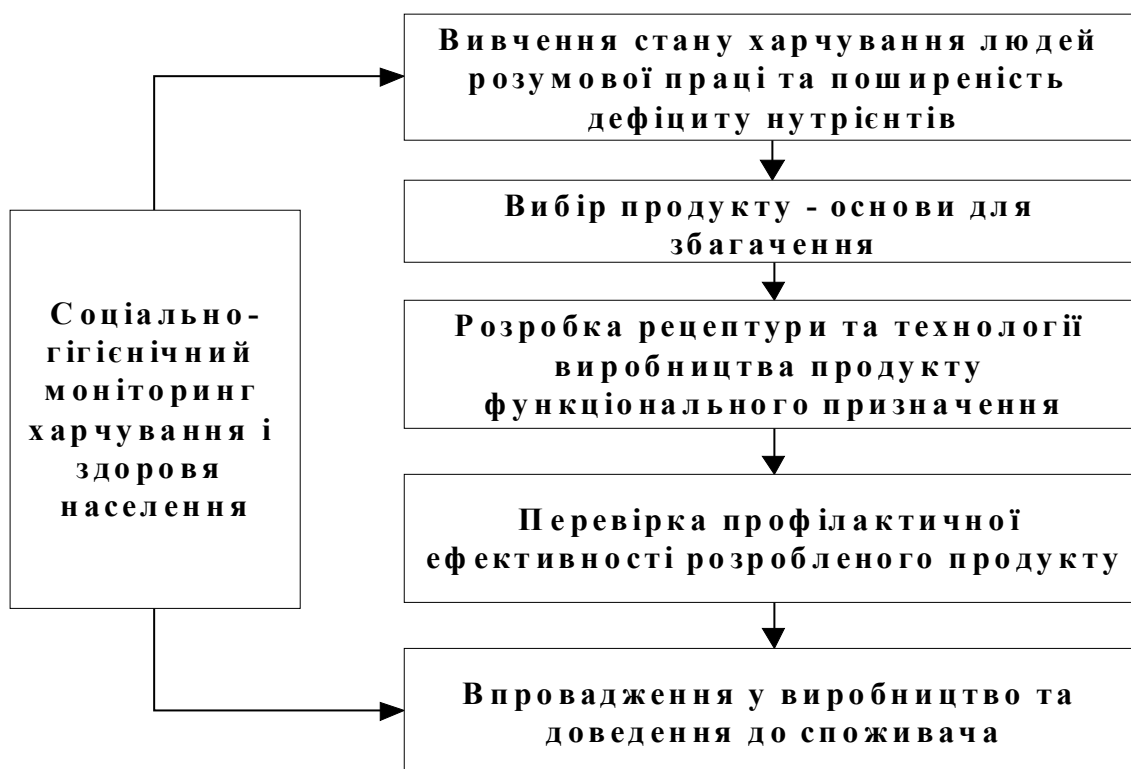 Вивчення стану харчування людей
розумової праці та поширеність
дефіциту нутрієнтів
Вибір продукту - основи для
збагачення
Соціально-
гігієнічний
моніторинг
харчування і
здоровя
населення
Розробка рецептури та технології
виробництва продукту
функціонального призначення
Перевірка профілактичної
ефективності розробленого продукту
Впровадження у виробництво та
доведення до споживача